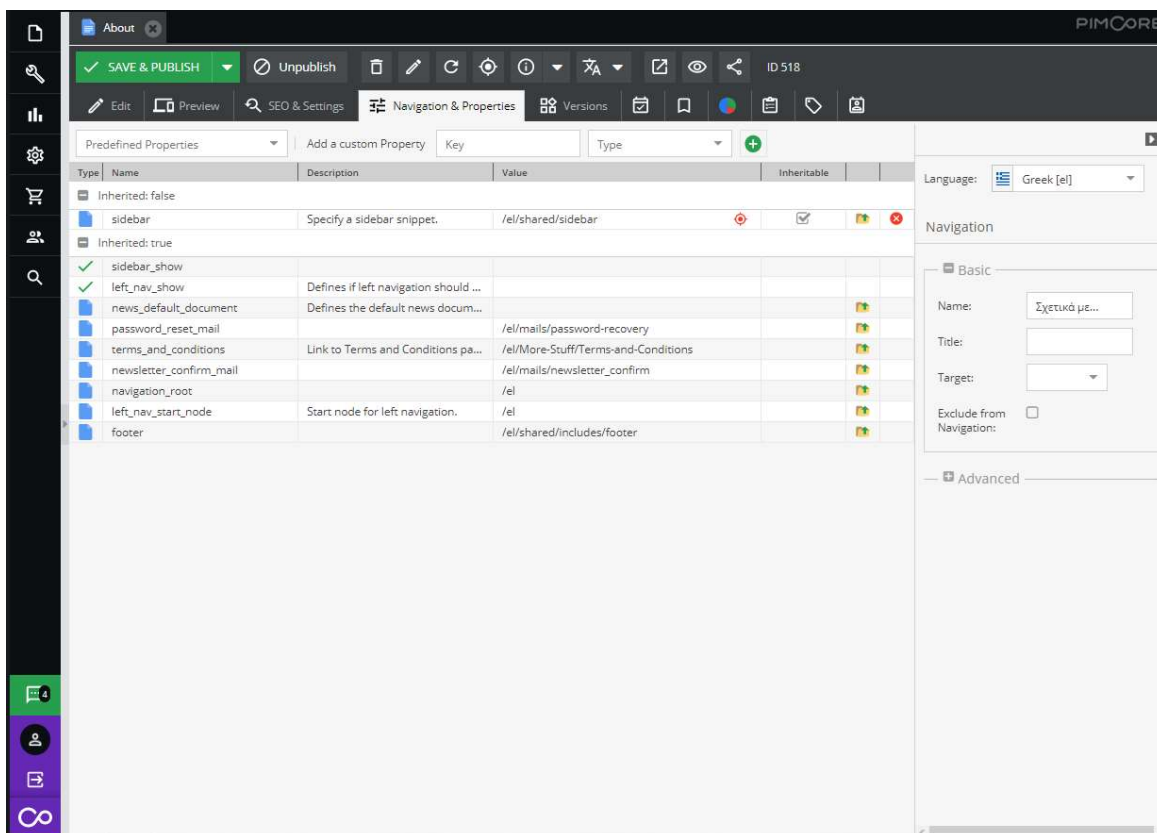 About
PIMCORE
SAVE & PUBLISH
Unpublish
ID 518
Edit
Preview
SEO & Settings
Navigation & Properties
Versions
Predefined Properties
Add a custom Property
Key
Type
Type Name Description Value Inheritable
Inherited: false
sidebar Specify a sidebar snippet. /el/shared/sidebar
Inherited: true
sidebar_show
left_nav_show Defines if left navigation should ...
news_default_document Defines the default news docum...
password_reset_mail /el/mails/password-recovery
terms_and_conditions Link to Terms and Conditions pa... /el/More-Stuff/Terms-and-Conditions
newsletter_confirm_mail /el/mails/newsletter_confirm
navigation_root /el
left_nav_start_node Start node for left navigation. /el
footer /el/shared/includes/footer
Language: Greek [el]
Navigation
Basic
Name: Σχετικά με...
Title:
Target:
Exclude from
Navigation:
Advanced
4